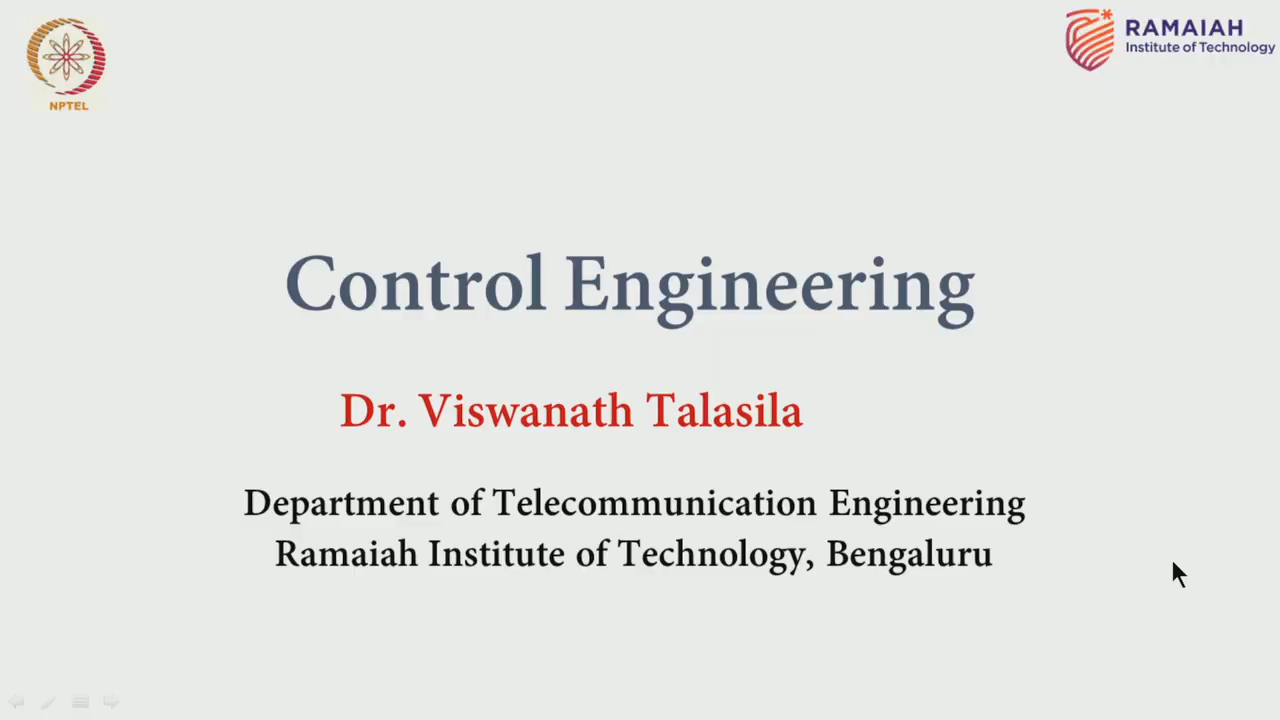 NPTEL
RAMAIAH
Institute of Technology
Control Engineering
Dr. Viswanath Talasila
Department of Telecommunication Engineering
Ramaiah Institute of Technology, Bengaluru